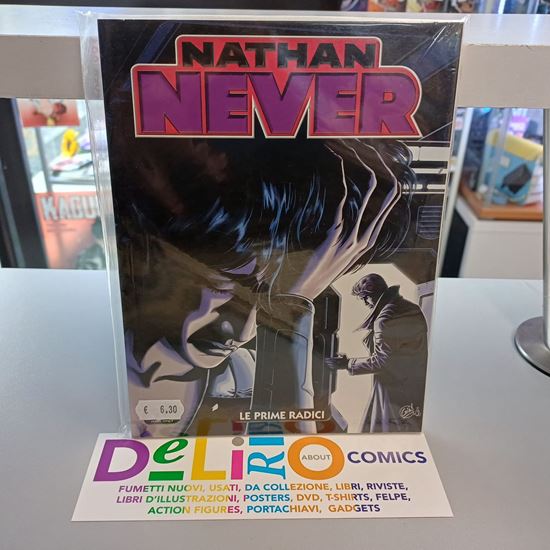 NATHAN
NEVER
KAGU
LE PRIME RADICI
€ 6,30
DeLiRiO ABOUT COMICS
FUMETTI NUOVI, USATI, DA COLLEZIONE, LIBRI, RIVISTE,
LIBRI D'ILLUSTRAZIONI, POSTERS, DVD, T-SHIRTS, FELPE,
ACTION FIGURES, PORTACHIAVI, GADGETS